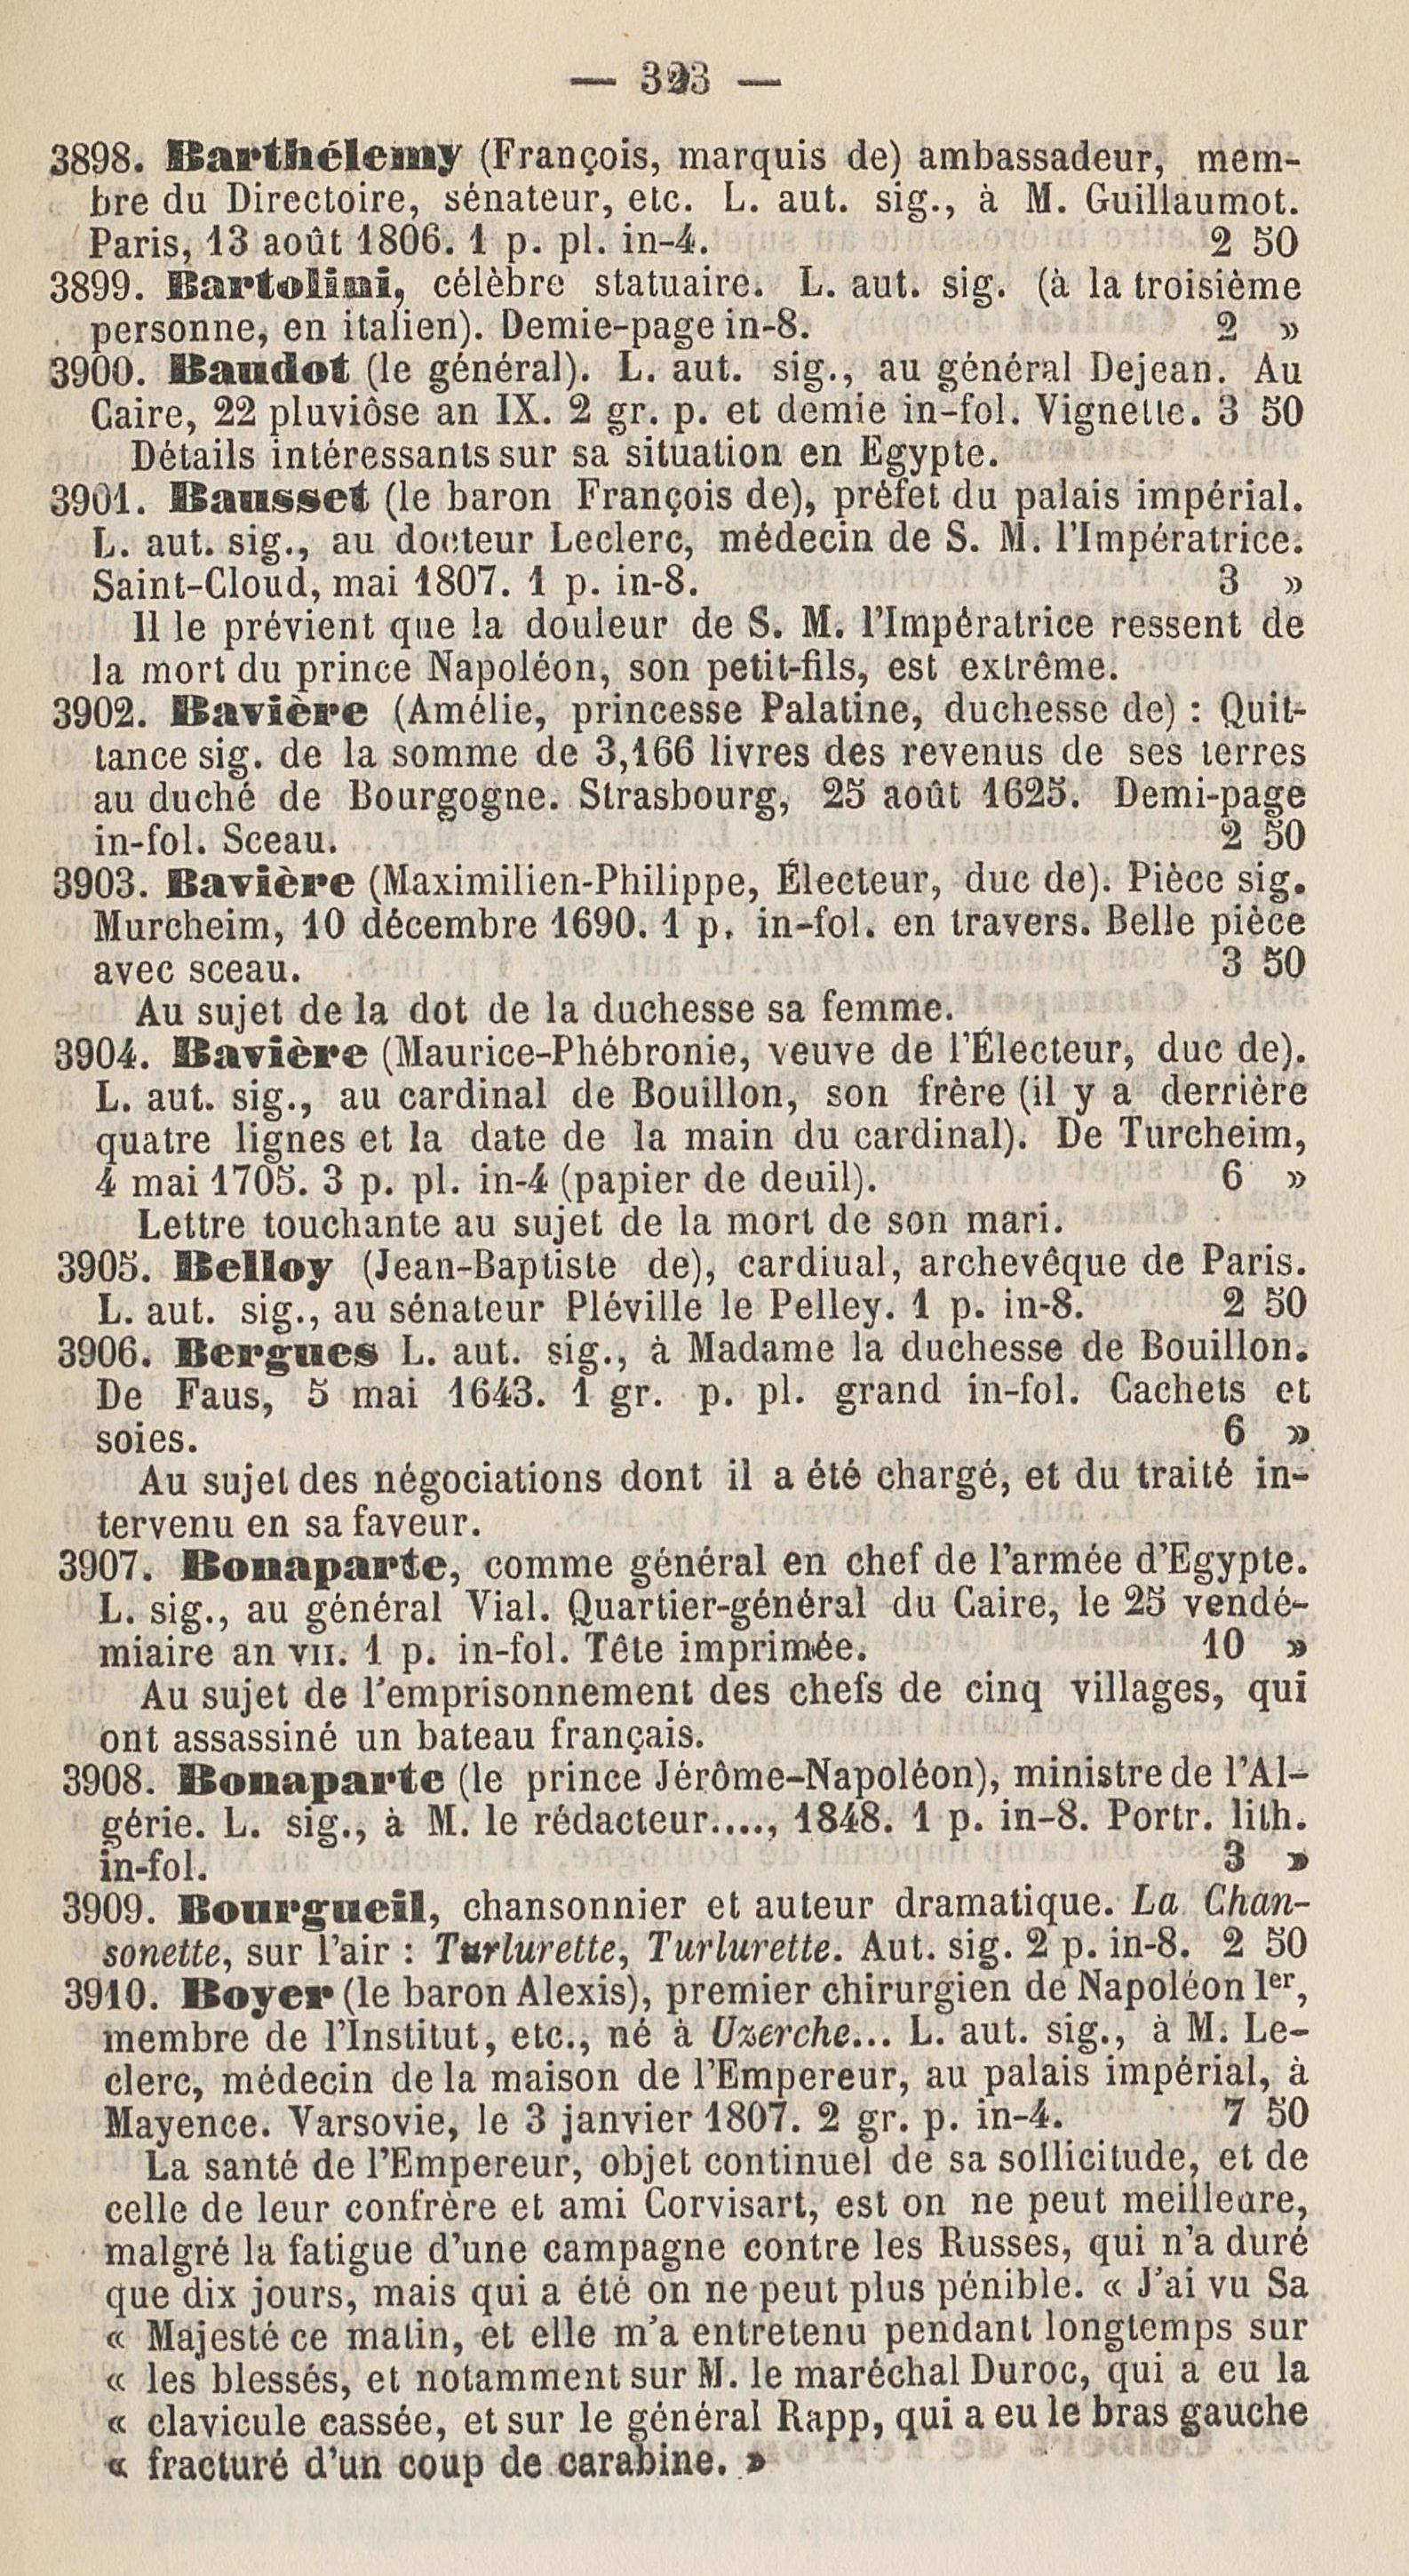 — 323 —
3898. Barthélemy (François, marquis de) ambassadeur, mem-
bre du Directoire, sénateur, etc. L. aut. sig., à M. Guillaumot.
Paris, 13 août 1806. 1 p. pl. in-4. 2 50
3899. Bartolini, célèbre statuaire. L. aut. sig. (à la troisième
personne, en italien). Demie-page in-8. 2 »
3900. Baudot (le général). L. aut. sig., au général Dejean. Au
Caire, 22 pluviôse an IX. 2 gr. p. et demie in-fol. Vignette. 3 50
Détails intéressants sur sa situation en Egypte.
3901. Bausset (le baron François de), préfet du palais impérial.
L. aut. sig., au docteur Leclerc, médecin de S. M. l'Impératrice.
Saint-Cloud, mai 1807. 1 p. in-8. 3 »
Il le prévient que la douleur de S. M. l'Impératrice ressent de
la mort du prince Napoléon, son petit-fils, est extrême.
3902. Bavière (Amélie, princesse Palatine, duchesse de) : Quit-
tance sig. de la somme de 3,166 livres des revenus de ses terres
au duché de Bourgogne. Strasbourg, 25 août 1625. Demi-page
in-fol. Sceau. 2 50
3903. Bavière (Maximilien-Philippe, Électeur, duc de). Pièce sig.
Murcheim, 10 décembre 1690. 1 p. in-fol. en travers. Belle pièce
avec sceau. 3 50
Au sujet de la dot de la duchesse sa femme.
3904. Bavière (Maurice-Phébronie, veuve de l'Électeur, duc de).
L. aut. sig., au cardinal de Bouillon, son frère (il y a derrière
quatre lignes et la date de la main du cardinal). De Turcheim,
4 mai 1705. 3 p. pl. in-4 (papier de deuil). 6 »
Lettre touchante au sujet de la mort de son mari.
3905. Belloy (Jean-Baptiste de), cardiual, archevêque de Paris.
L. aut. sig., au sénateur Pléville le Pelley. 1 p. in-8. 2 50
3906. Bergues L. aut. sig., à Madame la duchesse de Bouillon.
De Faus, 5 mai 1643. 1 gr. p. pl. grand in-fol. Cachets et
soies. 6 »
Au sujet des négociations dont il a été chargé, et du traité in-
tervenu en sa faveur.
3907. Bonaparte, comme général en chef de l'armée d'Egypte.
L. sig., au général Vial. Quartier-général du Caire, le 25 vendé-
miaire an VII. 1 p. in-fol. Tête imprimée. 10 »
Au sujet de l'emprisonnement des chefs de cinq villages, qui
ont assassiné un bateau français.
3908. Bonaparte (le prince Jérôme-Napoléon), ministre de l'Al-
gérie. L. sig., à M. le rédacteur...., 1848. 1 p. in-8. Portr. lith.
in-fol. 3 »
3909. Bourgueil, chansonnier et auteur dramatique. La Chan-
sonette, sur l'air : Turlurette, Turlurette. Aut. sig. 2 p. in-8. 2 50
3910. Boyer (le baron Alexis), premier chirurgien de Napoléon Ier,
membre de l'Institut, etc., né à Uzerche... L. aut. sig., à M. Le-
clerc, médecin de la maison de l'Empereur, au palais impérial, à
Mayence. Varsovie, le 3 janvier 1807. 2 gr. p. in-4. 7 50
La santé de l'Empereur, objet continuel de sa sollicitude, et de
celle de leur confrère et ami Corvisart, est on ne peut meilleure,
malgré la fatigue d'une campagne contre les Russes, qui n'a duré
que dix jours, mais qui a été on ne peut plus pénible. « J'ai vu Sa
« Majesté ce matin, et elle m'a entretenu pendant longtemps sur
« les blessés, et notamment sur M. le maréchal Duroc, qui a eu la
« clavicule cassée, et sur le général Rapp, qui a eu le bras gauche
« fracturé d'un coup de carabine. »